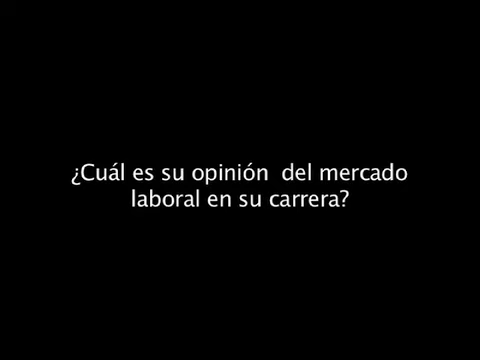 ¿Cuál es su opinión  del mercado
laboral en su carrera?